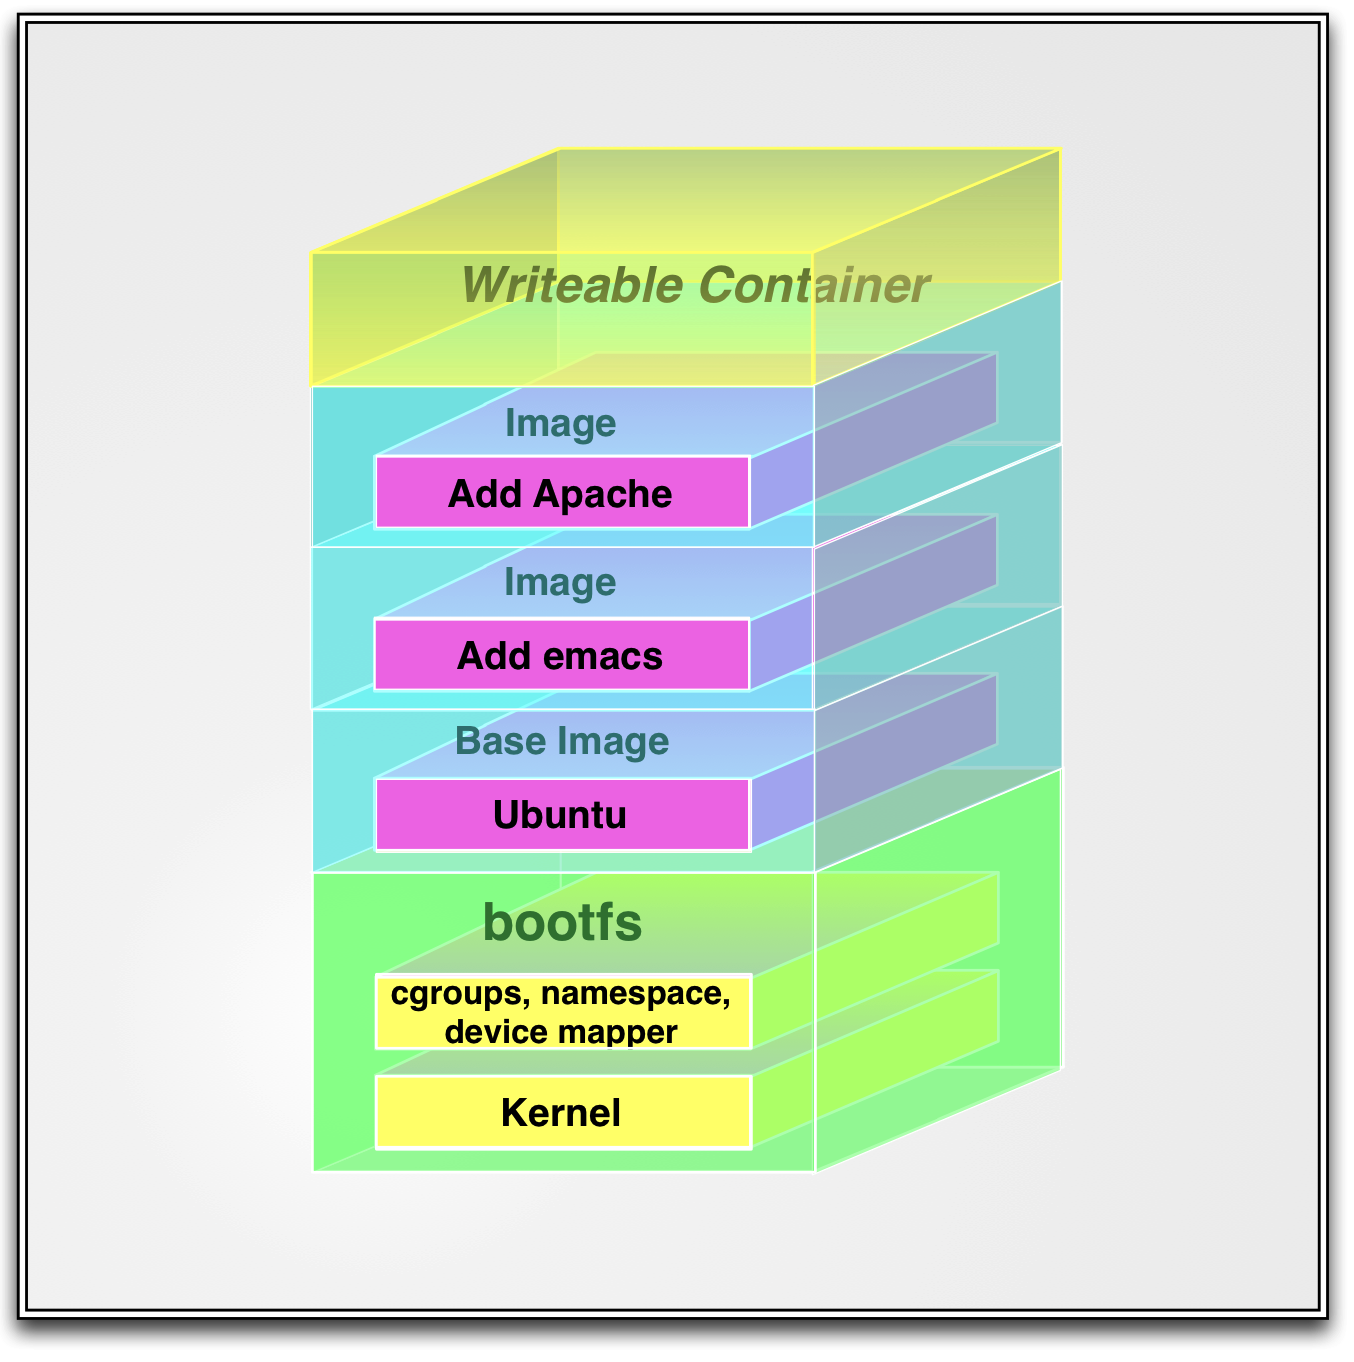 Writeable Container
Image
Add Apache
Image
Add emacs
Base Image
Ubuntu
bootfs
cgroups, namespace,
device mapper
Kernel